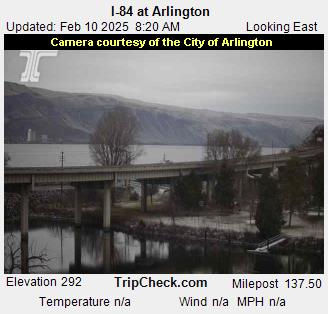 I-84 at Arlington
Updated: Feb 10 2025 8:20 AM Looking East
Camera courtesy of the City of Arlington
Elevation 292 TripCheck.com Milepost 137.50
Temperature n/a Wind n/a MPH n/a